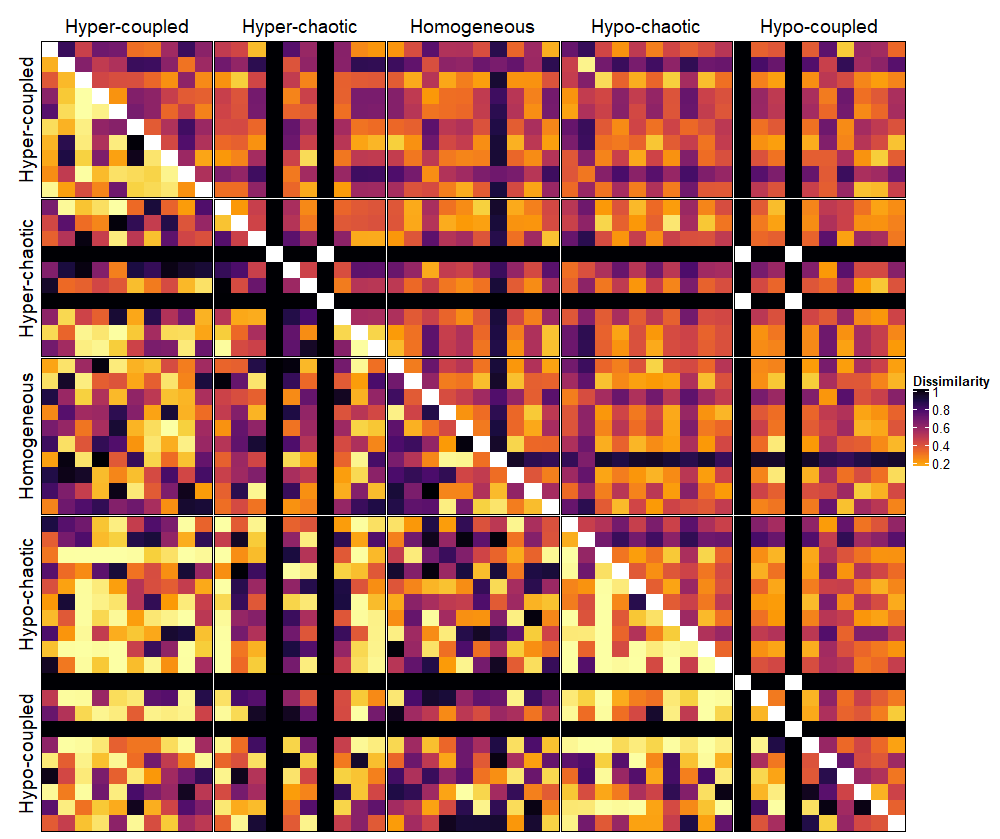 Hyper-coupled Hyper-chaotic Homogeneous Hypo-chaotic Hypo-coupled
Hyper-coupled
Hyper-chaotic
Homogeneous
Hypo-chaotic
Hypo-coupled
Dissimilarity
1
0.8
0.6
0.4
0.2